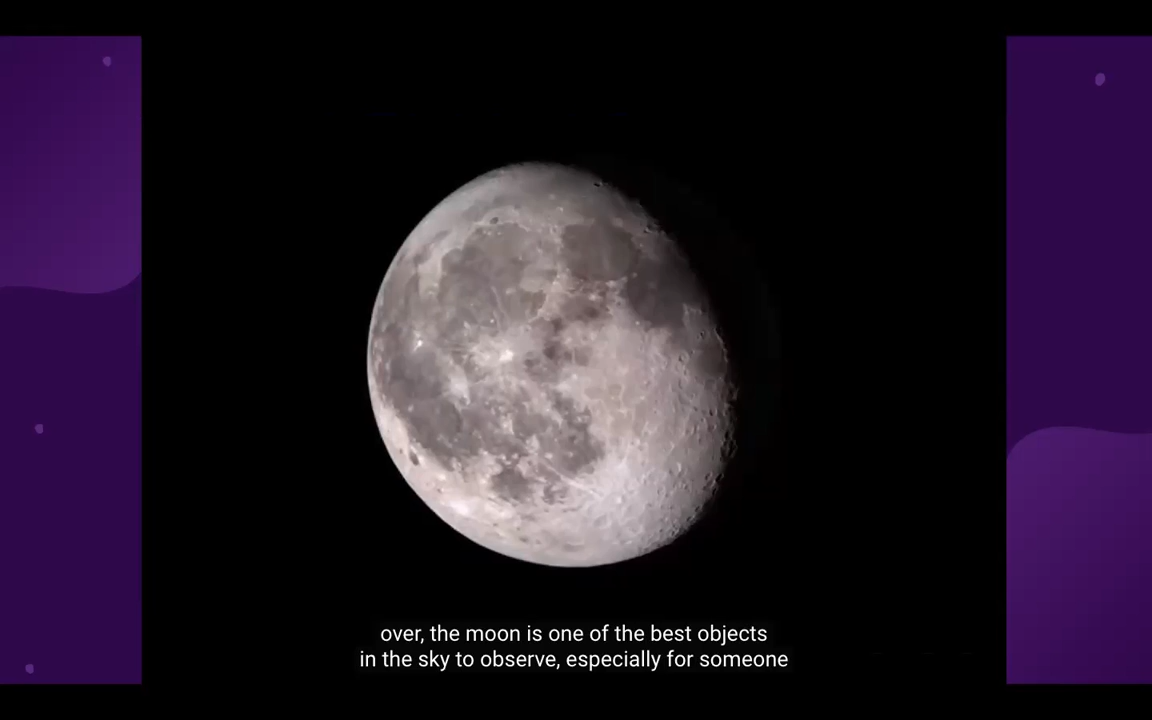 over, the moon is one of the best objects
in the sky to observe, especially for someone